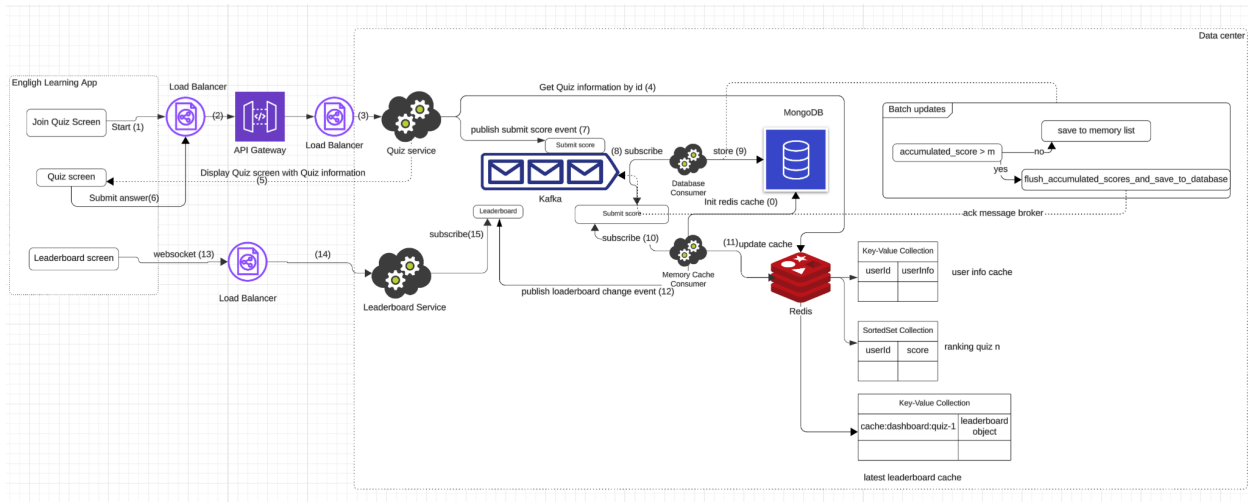 Data center
Engligh Learning App
Load Balancer
Join Quiz Screen
Start (1)
(2)
API Gateway
Load Balancer
(3)
Quiz service
Get Quiz information by id (4)
publish submit score event (7)
Submit score
Kafka
(8) subscribe
Database
Consumer
store (9)
MongoDB
Batch updates
save to memory list
accumulated_score > m
no
yes
flush_accumulated_scores_and_save_to_database
Quiz screen
Display Quiz screen with Quiz information
(5)
Submit answer(6)
Init redis cache (0)
Leaderboard
Submit score
ack message broker
subscribe(15)
subscribe (10)
(11)
update cache
Memory Cache
Consumer
Leaderboard screen
websocket (13)
Load Balancer
(14)
Leaderboard Service
publish leaderboard change event (12)
Redis
Key-Value Collection
userId
userInfo
user info cache
SortedSet Collection
userId
score
ranking quiz n
Key-Value Collection
cache:dashboard:quiz-1
leaderboard
object
latest leaderboard cache